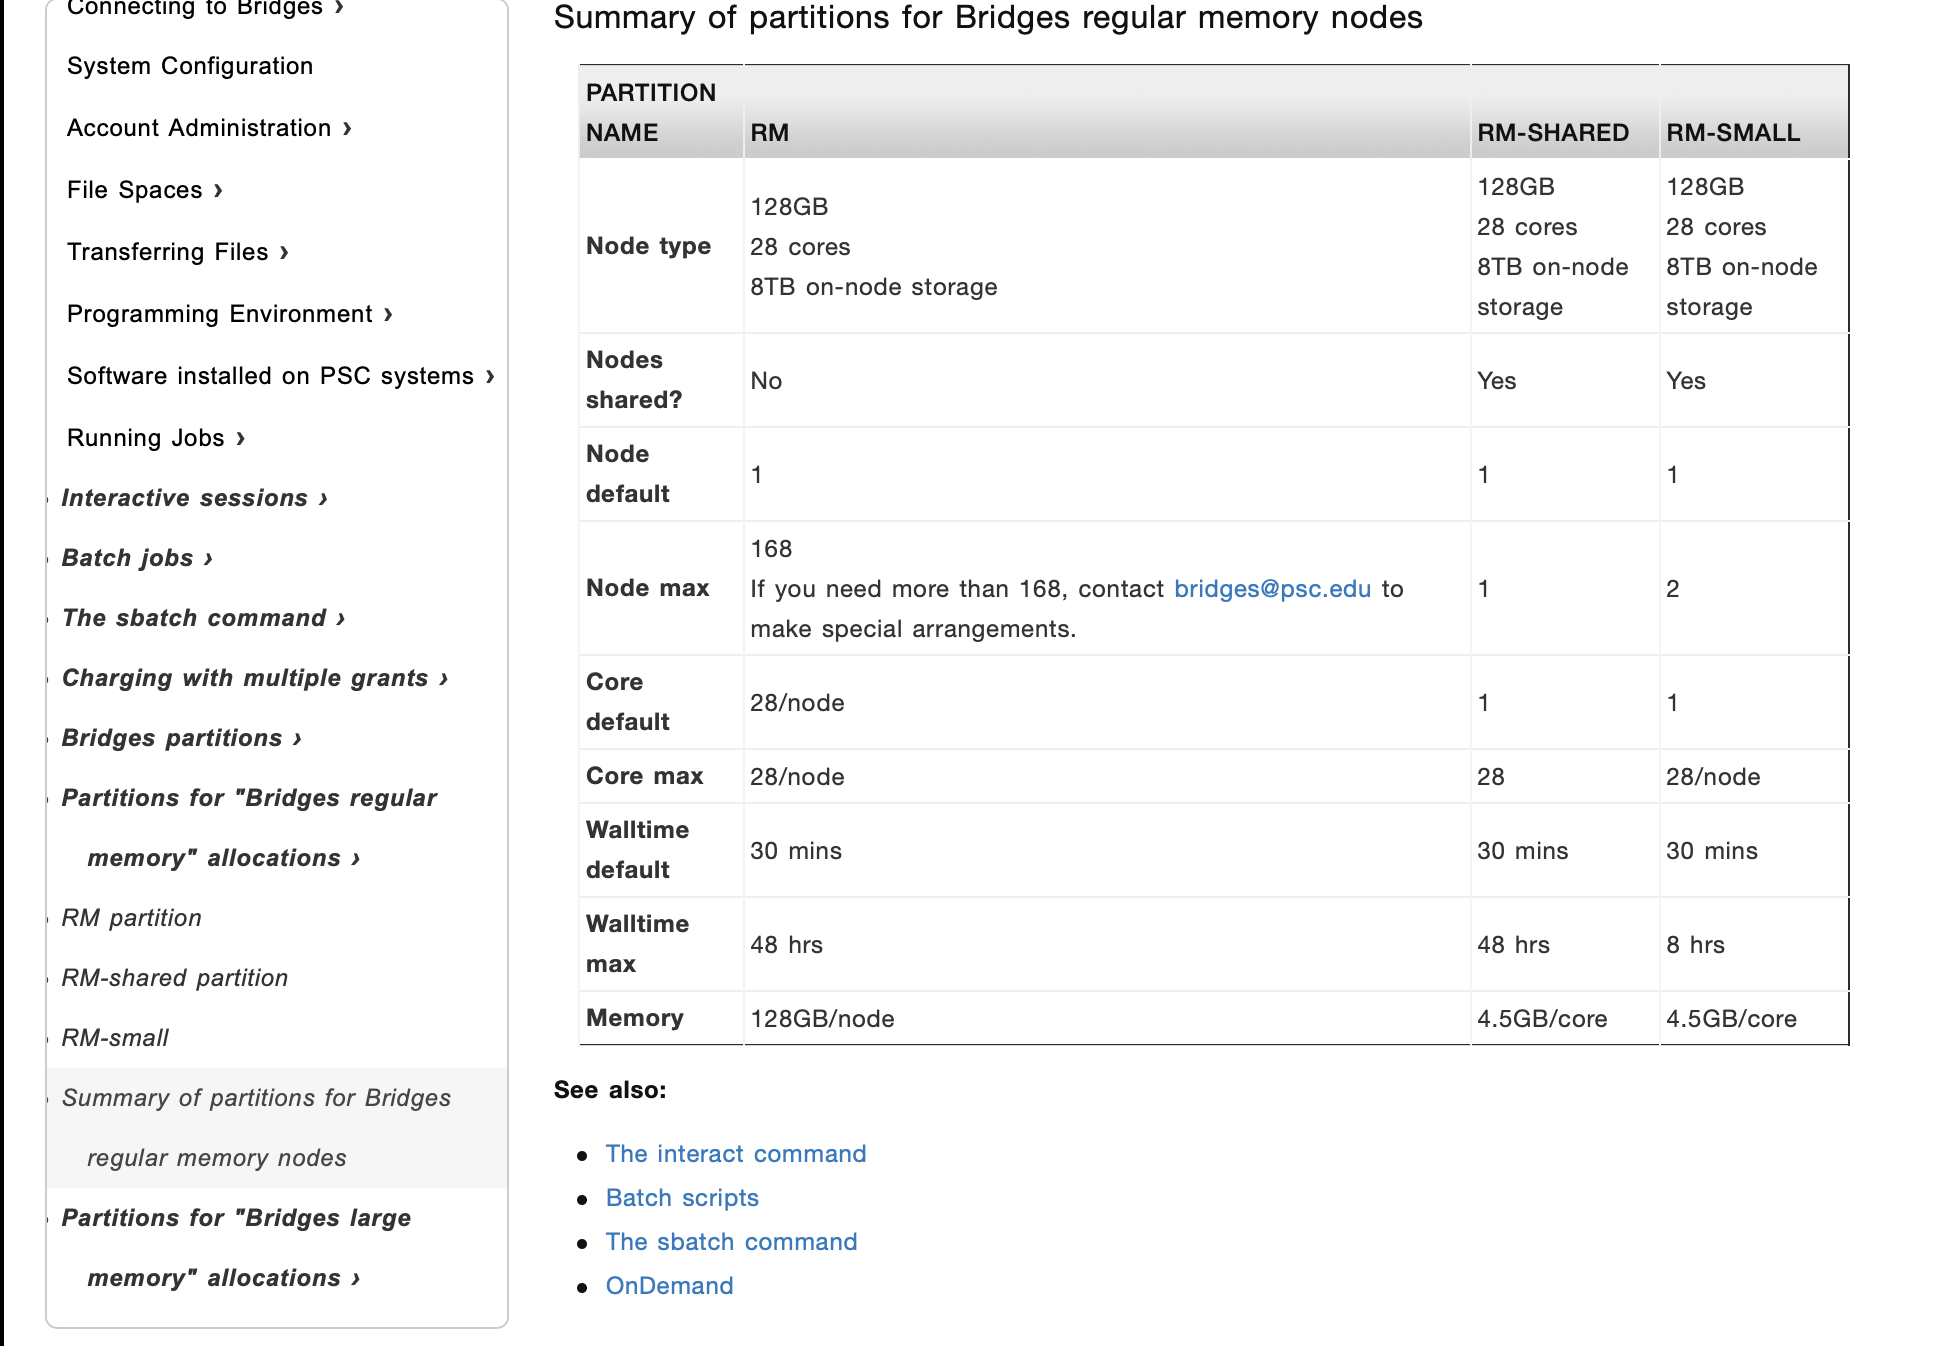 Connecting to Bridges ›
System Configuration
Account Administration ›
File Spaces ›
Transferring Files ›
Programming Environment ›
Software installed on PSC systems ›
Running Jobs ›
Interactive sessions ›
Batch jobs ›
The sbatch command ›
Charging with multiple grants ›
Bridges partitions ›
Partitions for "Bridges regular
memory" allocations ›
RM partition
RM-shared partition
RM-small
Summary of partitions for Bridges
regular memory nodes
Partitions for "Bridges large
memory" allocations ›
Summary of partitions for Bridges regular memory nodes
PARTITION
NAME RM RM-SHARED RM-SMALL
Node type
128GB
28 cores
8TB on-node storage
128GB
28 cores
8TB on-node
storage
128GB
28 cores
8TB on-node
storage
Nodes
shared?
No Yes Yes
Node
default
1 1 1
Node max
168
If you need more than 168, contact bridges@psc.edu to
make special arrangements.
1 2
Core
default
28/node 1 1
Core max 28/node 28 28/node
Walltime
default
30 mins 30 mins 30 mins
Walltime
max
48 hrs 48 hrs 8 hrs
Memory 128GB/node 4.5GB/core 4.5GB/core
See also:
• The interact command
• Batch scripts
• The sbatch command
• OnDemand